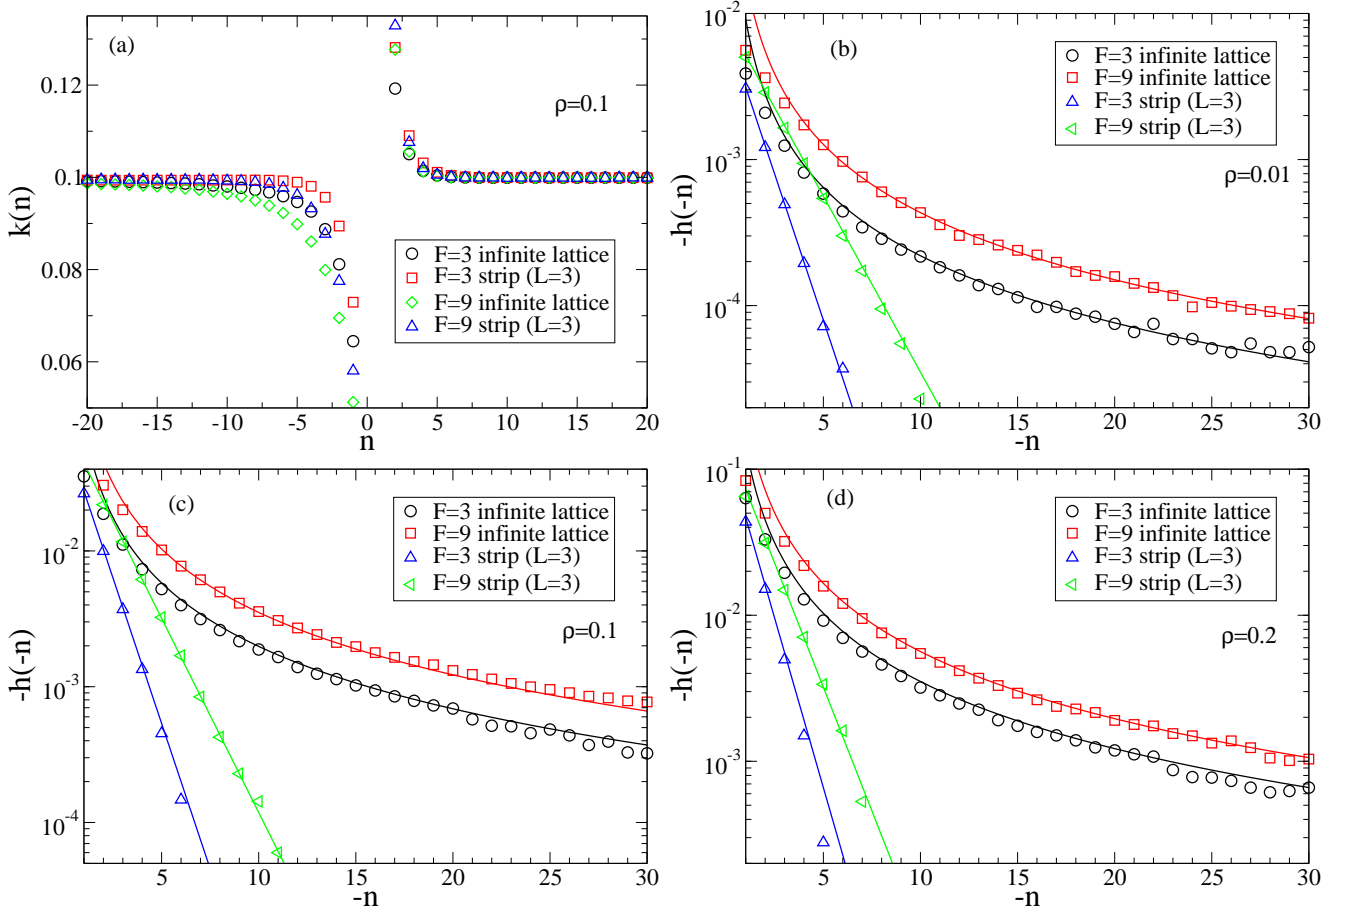 (a)
k(n)
0.12
0.1
0.08
0.06
ρ=0.1
F=3 infinite lattice
F=3 strip (L=3)
F=9 infinite lattice
F=9 strip (L=3)
-20 -15 -10 -5 0 5 10 15 20
n
(b)
-h(-n)
10-2
10-3
10-4
F=3 infinite lattice
F=9 infinite lattice
F=3 strip (L=3)
F=9 strip (L=3)
ρ=0.01
5 10 15 20 25 30
-n
(c)
-h(-n)
10-2
10-3
10-4
F=3 infinite lattice
F=9 infinite lattice
F=3 strip (L=3)
F=9 strip (L=3)
ρ=0.1
5 10 15 20 25 30
-n
(d)
-h(-n)
10-1
10-2
10-3
F=3 infinite lattice
F=9 infinite lattice
F=3 strip (L=3)
F=9 strip (L=3)
ρ=0.2
5 10 15 20 25 30
-n